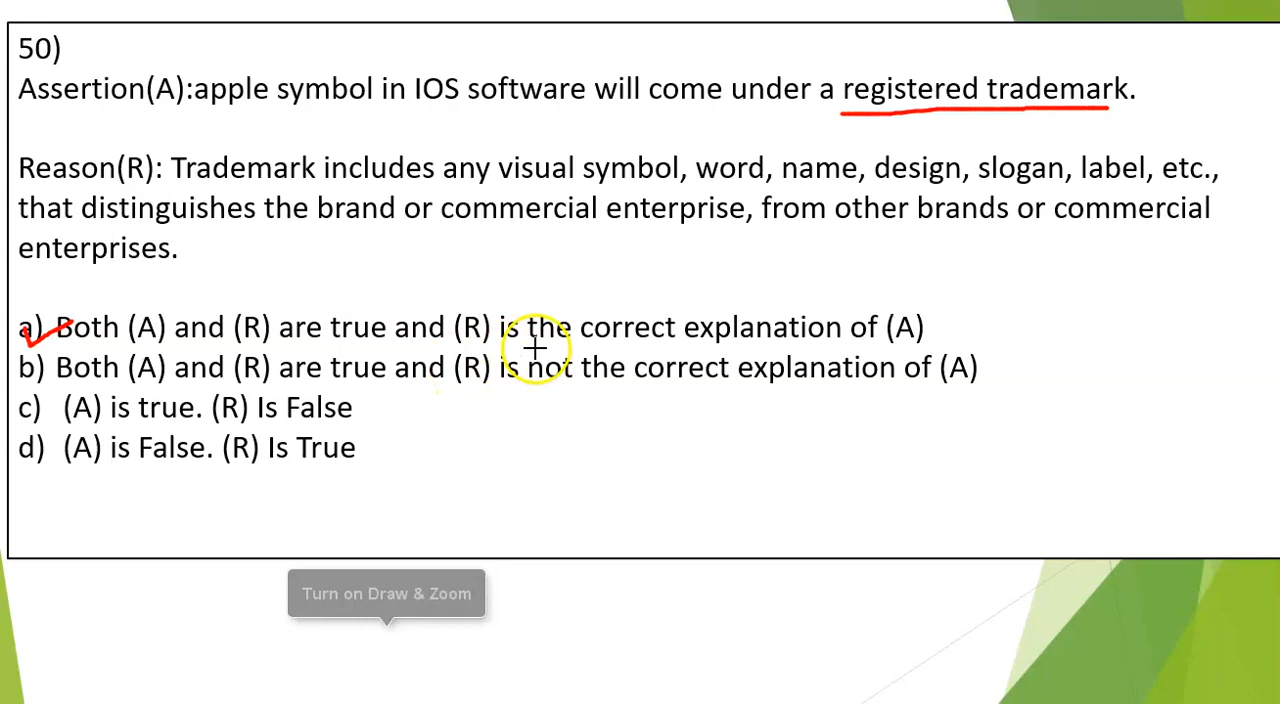 50)
Assertion(A):apple symbol in IOS software will come under a registered trademark.
Reason(R): Trademark includes any visual symbol, word, name, design, slogan, label, etc.,
that distinguishes the brand or commercial enterprise, from other brands or commercial
enterprises.
a) Both (A) and (R) are true and (R) is the correct explanation of (A)
b) Both (A) and (R) are true and (R) is not the correct explanation of (A)
c) (A) is true. (R) Is False
d) (A) is False. (R) Is True
Turn on Draw & Zoom